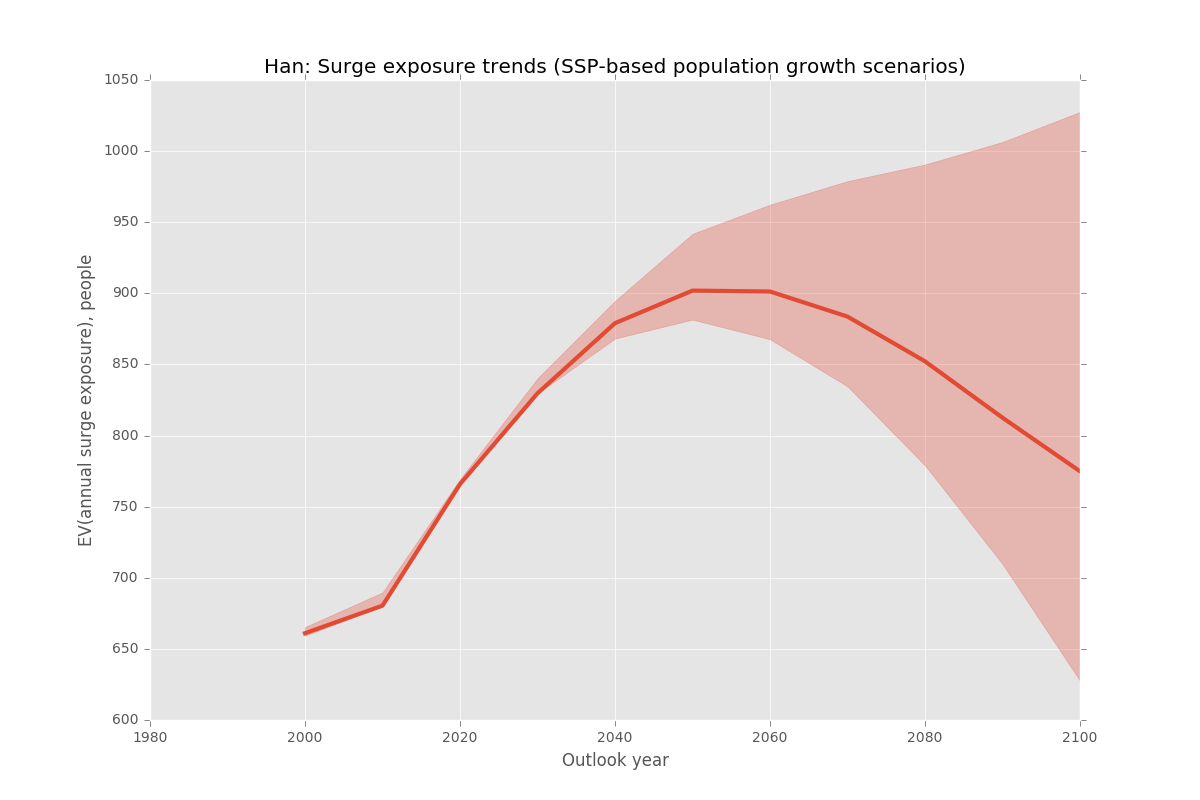 Han: Surge exposure trends (SSP-based population growth scenarios)
1050
1000
950
900
850
800
750
700
650
600
EV(annual surge exposure), people
1980 2000 2020 2040 2060 2080 2100
Outlook year